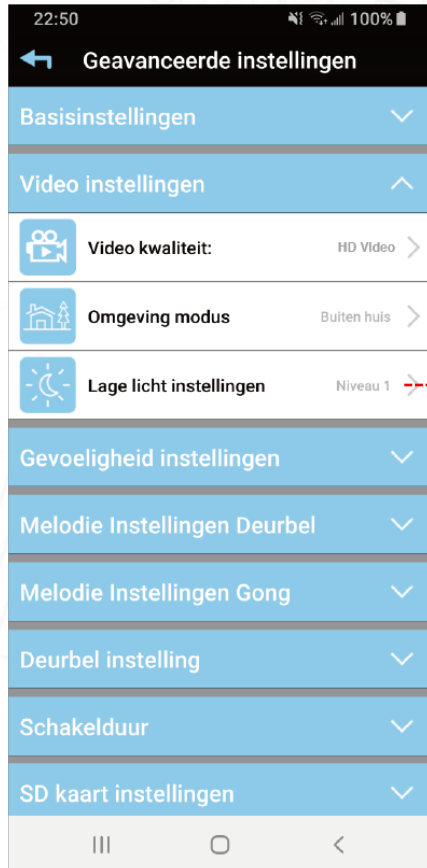 22:50 100%
Geavanceerde instellingen
Basisinstellingen
Video instellingen
Video kwaliteit: HD Video
Omgeving modus Buiten huis
Lage licht instellingen Niveau 1
Gevoeligheid instellingen
Melodie Instellingen Deurbel
Melodie Instellingen Gong
Deurbel instelling
Schakelduur
SD kaart instellingen